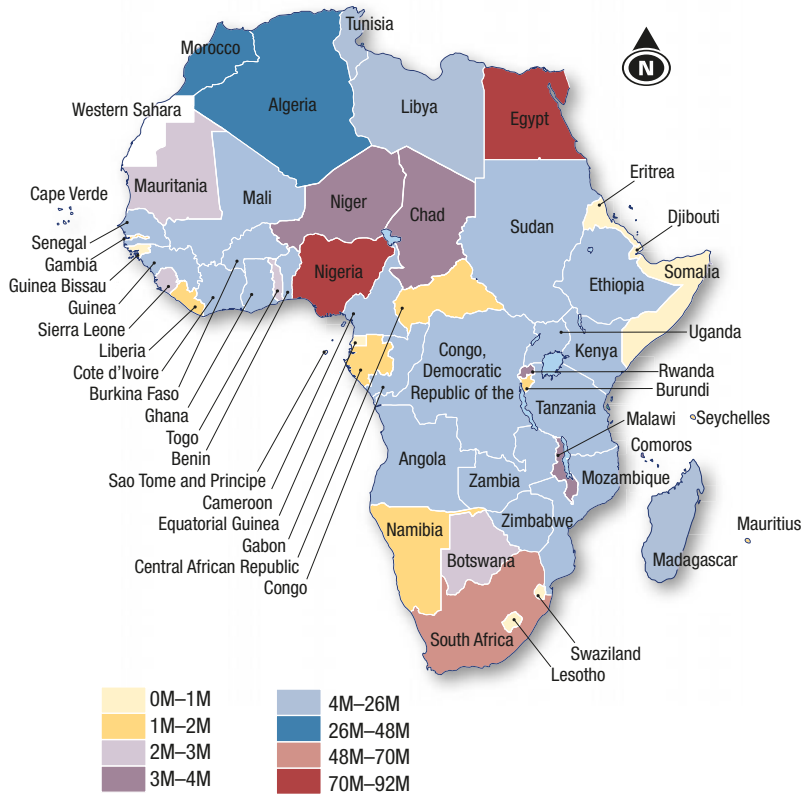 Tunisia
Morocco
N
Western Sahara
Algeria
Libya
Egypt
Mauritania
Eritrea
Cape Verde
Mali
Niger
Chad
Sudan
Djibouti
Senegal
Gambia
Nigeria
Somalia
Guinea Bissau
Ethiopia
Guinea
Sierra Leone
Uganda
Liberia
Kenya
Cote d'Ivoire
Congo,
Democratic
Republic of the
Rwanda
Burkina Faso
Burundi
Ghana
Tanzania
Malawi
Seychelles
Togo
Benin
Comoros
Angola
Sao Tome and Principe
Zambia
Mozambique
Cameroon
Equatorial Guinea
Zimbabwe
Mauritius
Gabon
Namibia
Central African Republic
Botswana
Madagascar
Congo
South Africa
Swaziland
Lesotho
0M–1M
1M–2M
2M–3M
3M–4M
4M–26M
26M–48M
48M–70M
70M–92M